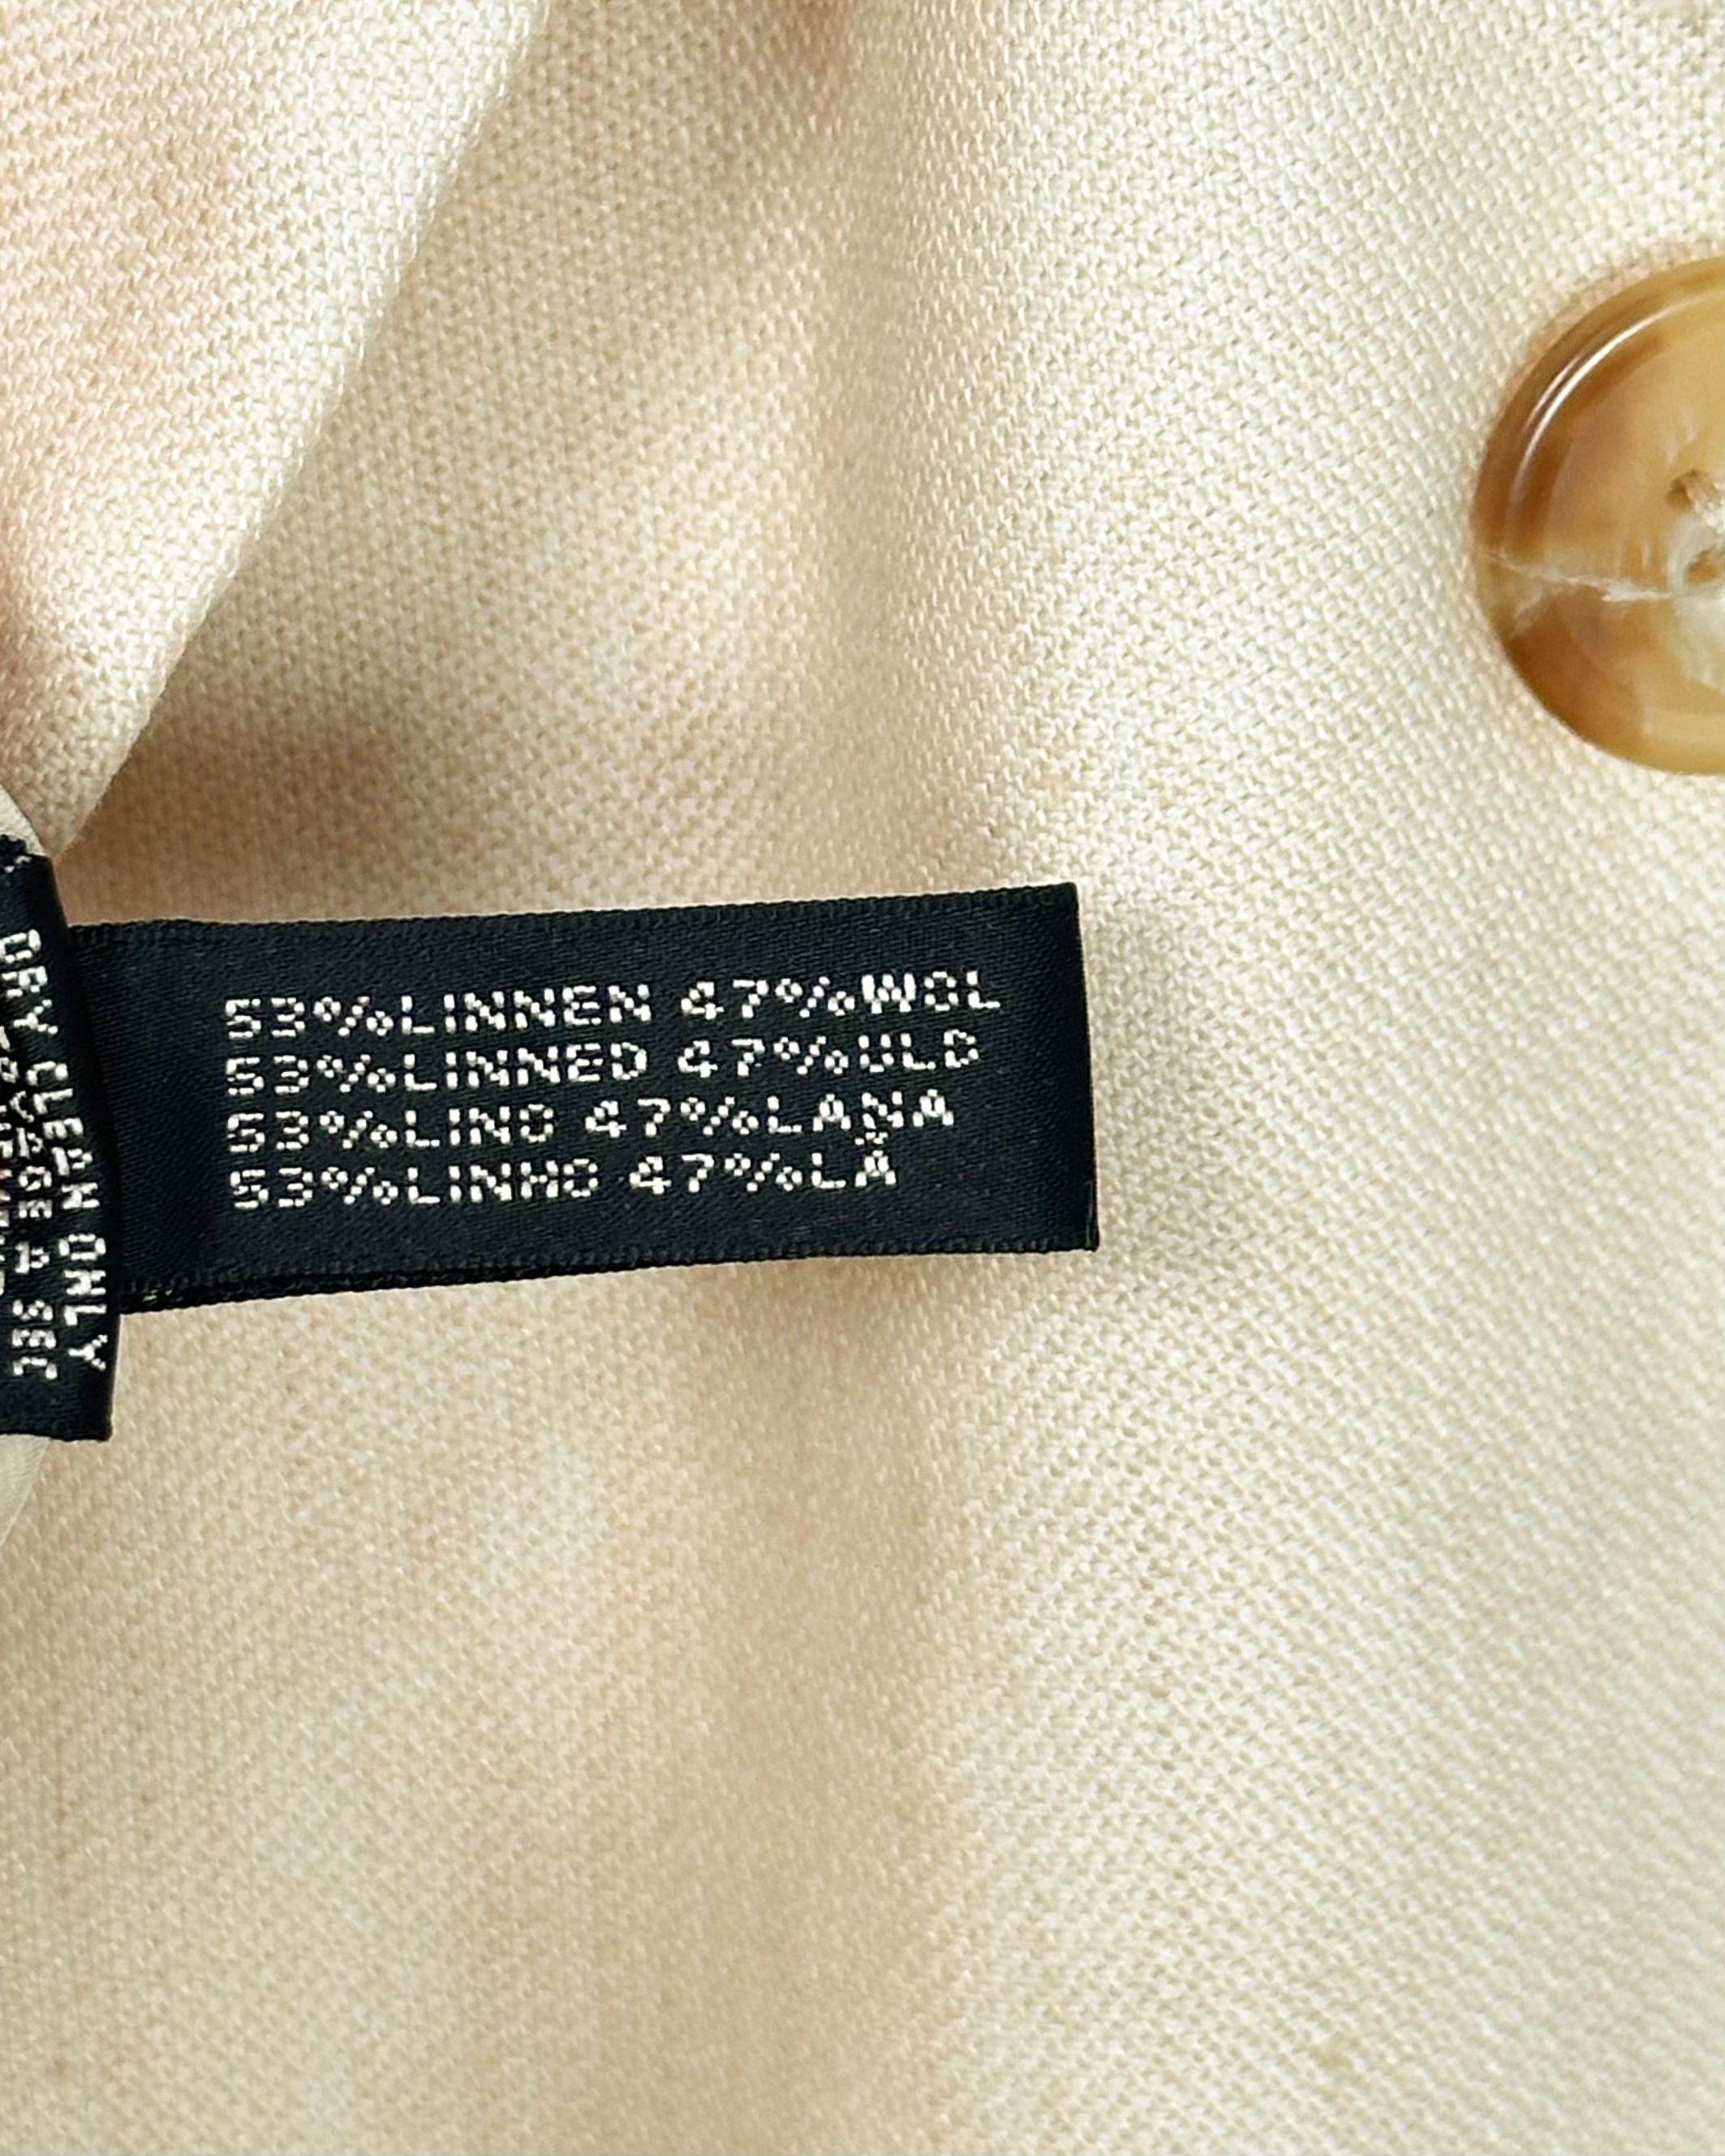 53%LINNEN 47%WOL
53%LINNED 47%ULD
53%LINO 47%LANA
53%LINHO 47%LÃ
DRY CLEAN ONLY
A SEC